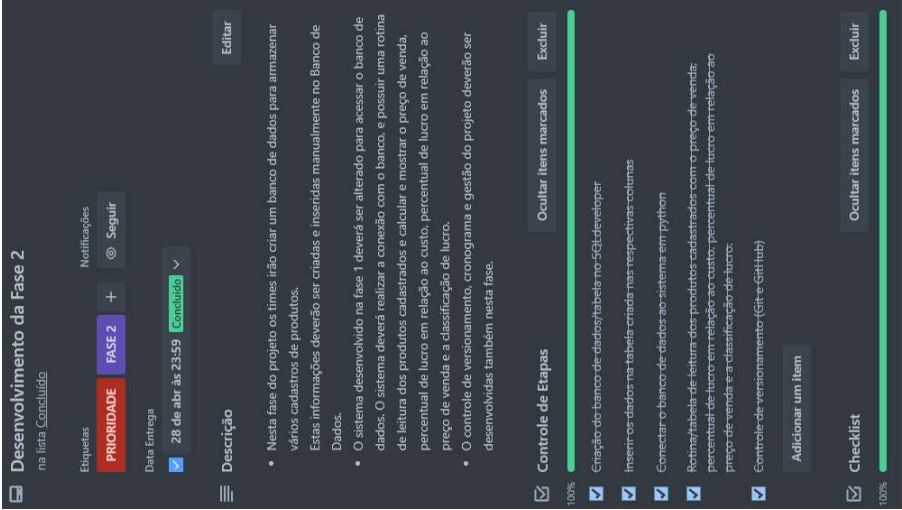 Desenvolvimento da Fase 2
na lista Concluído
Etiquetas
Notificações
PRIORIDADE
FASE 2
+
Seguir
Data Entrega
28 de abr às 23:59 Concluído
Descrição
Editar
• Nesta fase do projeto os times irão criar um banco de dados para armazenar
vários cadastros de produtos.
Estas informações deverão ser criadas e inseridas manualmente no Banco de
Dados.
• O sistema desenvolvido na fase 1 deverá ser alterado para acessar o banco de
dados. O sistema deverá realizar a conexão com o banco, e possuir uma rotina
de leitura dos produtos cadastrados e calcular e mostrar o preço de venda,
percentual de lucro em relação ao custo, percentual de lucro em relação ao
preço de venda e a classificação de lucro.
• O controle de versionamento, cronograma e gestão do projeto deverão ser
desenvolvidas também nesta fase.
Controle de Etapas
Ocultar itens marcados
Excluir
100%
Criação do banco de dados/tabela no SQLdeveloper
Inserir os dados na tabela criada nas respectivas colunas
Conectar o banco de dados ao sistema em python
Rotina/tabela de leitura dos produtos cadastrados com o preço de venda;
percentual de lucro em relação ao custo, percentual de lucro em relação ao
preço de venda e a classificação de lucro.
Controle de versionamento (Git e GitHub)
Adicionar um item
Checklist
Ocultar itens marcados
Excluir
100%